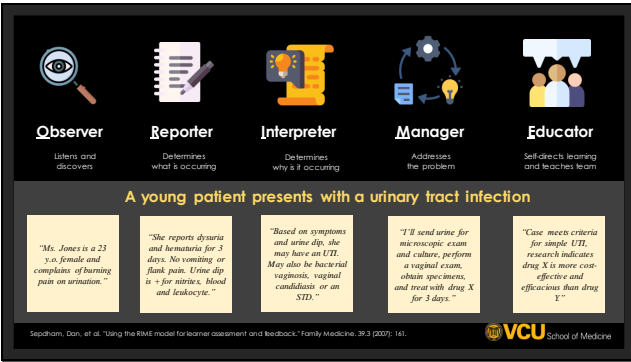 Observer
Reporter
Interpreter
Manager
Educator
Listens and
discovers
Determines
what is occurring
Determines
why is it occurring
Addresses
the problem
Self-directs learning
and teaches team
A young patient presents with a urinary tract infection
"Ms. Jones is a 23
y.o. female and
complains of burning
pain on urination."
"She reports dysuria
and hematuria for 3
days. No vomiting or
flank pain. Urine dip
is + for nitrites, blood
and leukocyte."
"Based on symptoms
and urine dip, she
may have an UTI.
May also be bacterial
vaginosis, vaginal
candidiasis or an
STD."
"I'll send urine for
microscopic exam
and culture, perform
a vaginal exam,
obtain specimens,
and treat with drug X
for 3 days."
"Case meets criteria
for simple UTI,
research indicates
drug X is more cost-
effective and
efficacious than drug
Y."
Sepdham, Dan, et al. "Using the RIME model for learner assessment and feedback." Family Medicine. 39.3 (2007): 161.
VCU School of Medicine